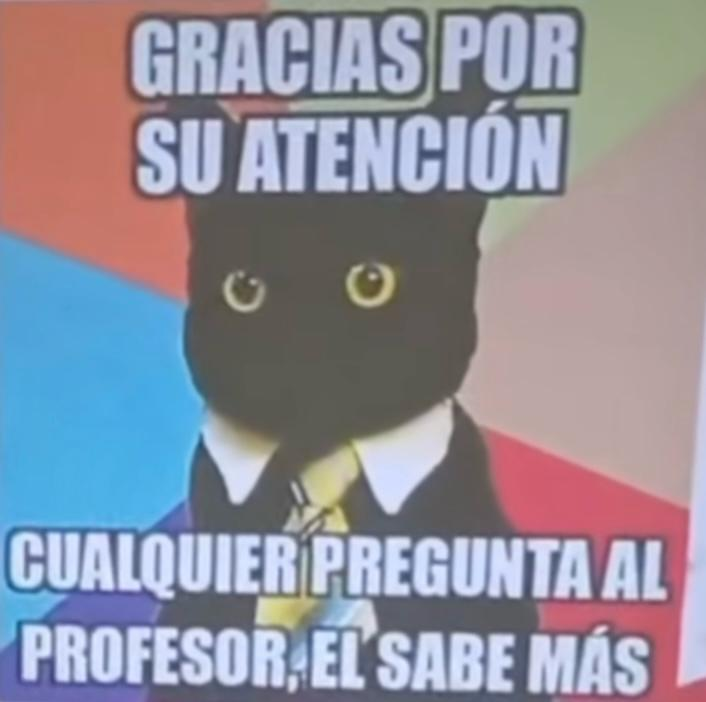 GRACIAS POR
SU ATENCIÓN
CUALQUIER PREGUNTA AL
PROFESOR, EL SABE MÁS